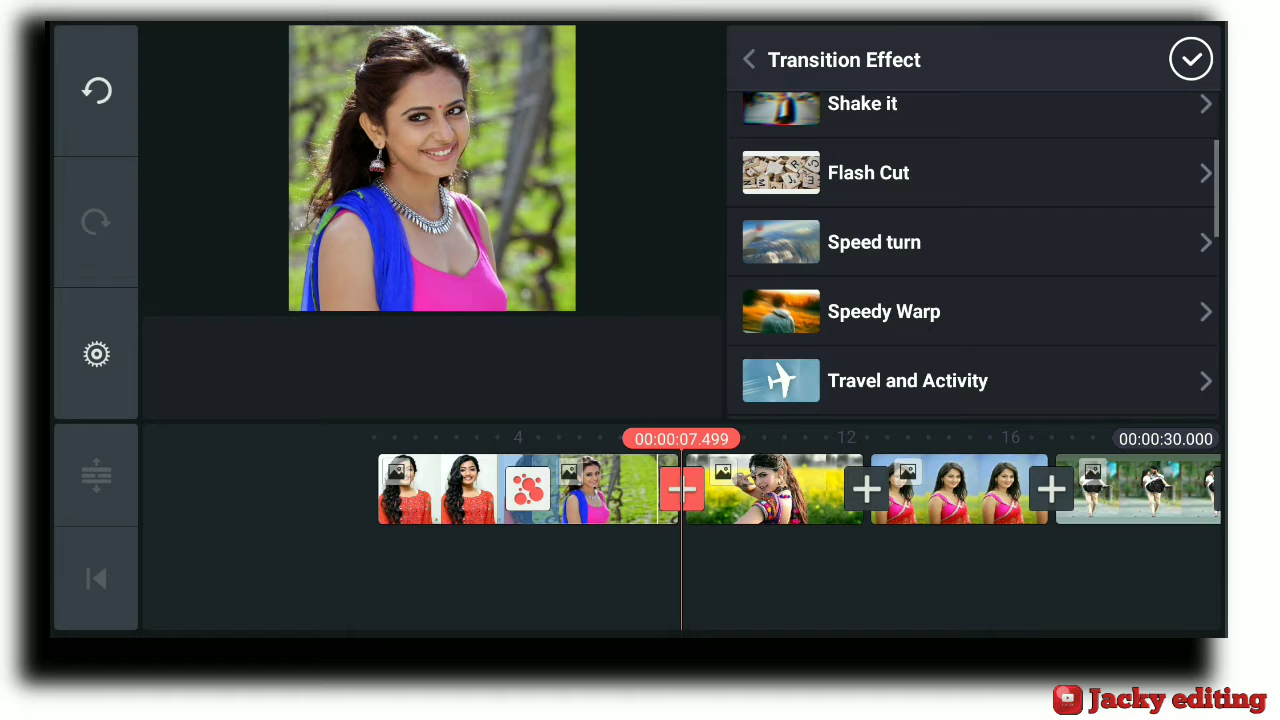 Transition Effect
Shake it
Flash Cut
Speed turn
Speedy Warp
Travel and Activity
4
00:00:07.499
12
16
00:00:30.000
Jacky editing